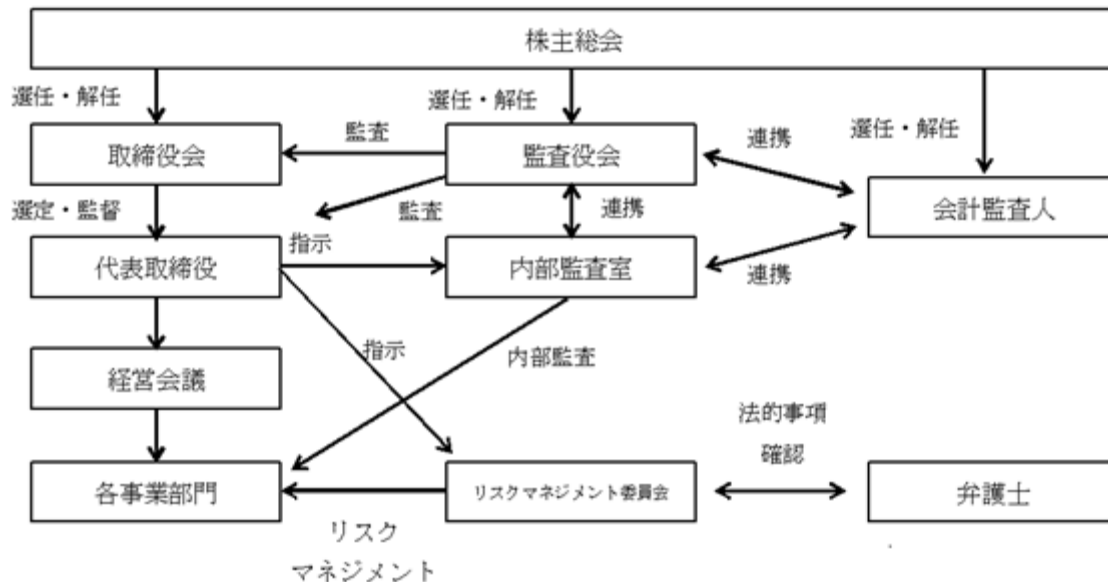 株主総会
選任・解任
選任・解任
選任・解任
取締役会
監査
監査役会
連携
会計監査人
選定・監督
監査
連携
代表取締役
指示
内部監査室
連携
経営会議
指示
内部監査
法的事項
確認
各事業部門
リスクマネジメント委員会
弁護士
リスク
マネジメント